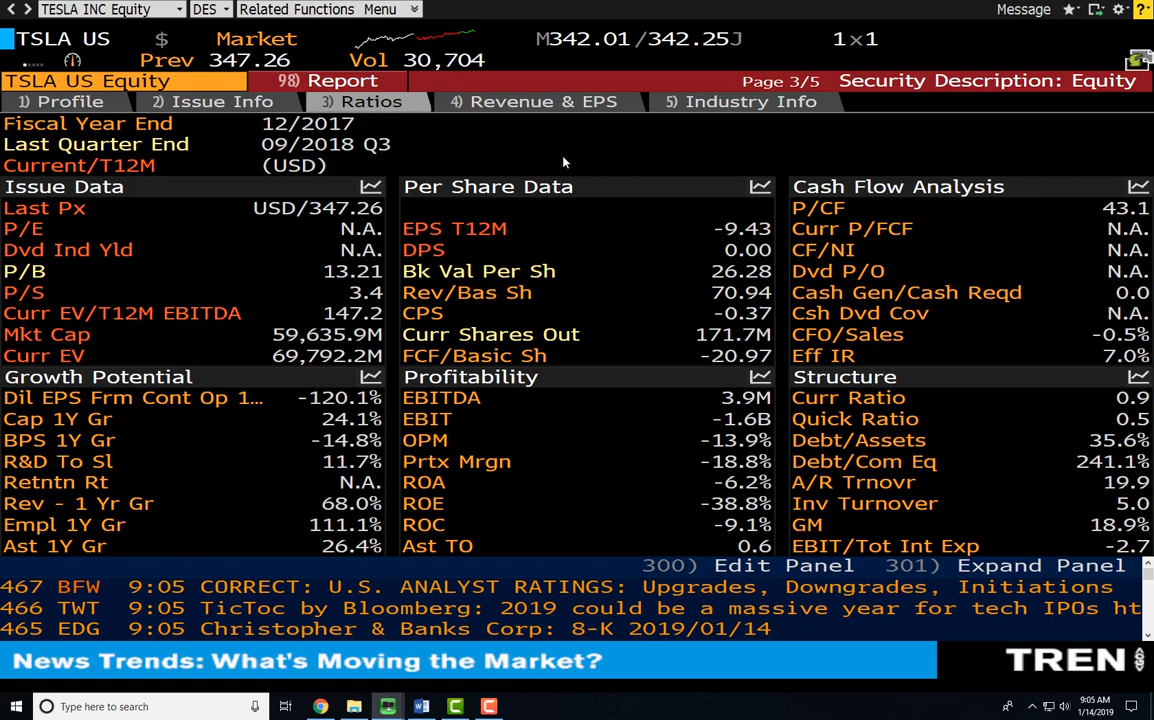 TESLA INC Equity DES Related Functions Menu Message
TSLA US $ Market M342.01/342.25J 1×1
Prev 347.26 Vol 30,704
TSLA US Equity 98) Report Page 3/5 Security Description: Equity
1) Profile 2) Issue Info 3) Ratios 4) Revenue & EPS 5) Industry Info
Fiscal Year End 12/2017
Last Quarter End 09/2018 Q3
Current/T12M (USD)
Issue Data
Last Px USD/347.26
P/E N.A.
Dvd Ind Yld N.A.
P/B 13.21
P/S 3.4
Curr EV/T12M EBITDA 147.2
Mkt Cap 59,635.9M
Curr EV 69,792.2M
Per Share Data
EPS T12M -9.43
DPS 0.00
Bk Val Per Sh 26.28
Rev/Bas Sh 70.94
CPS -0.37
Curr Shares Out 171.7M
FCF/Basic Sh -20.97
Cash Flow Analysis
P/CF 43.1
Curr P/FCF N.A.
CF/NI N.A.
Dvd P/O N.A.
Cash Gen/Cash Reqd 0.0
Csh Dvd Cov N.A.
CFO/Sales -0.5%
Eff IR 7.0%
Growth Potential
Dil EPS Frm Cont Op 1... -120.1%
Cap 1Y Gr 24.1%
BPS 1Y Gr -14.8%
R&D To Sl 11.7%
Retntn Rt N.A.
Rev - 1 Yr Gr 68.0%
Empl 1Y Gr 111.1%
Ast 1Y Gr 26.4%
Profitability
EBITDA 3.9M
EBIT -1.6B
OPM -13.9%
Prtx Mrgn -18.8%
ROA -6.2%
ROE -38.8%
ROC -9.1%
Ast TO 0.6
Structure
Curr Ratio 0.9
Quick Ratio 0.5
Debt/Assets 35.6%
Debt/Com Eq 241.1%
A/R Trnovr 19.9
Inv Turnover 5.0
GM 18.9%
EBIT/Tot Int Exp -2.7
300) Edit Panel 301) Expand Panel
467 BFW 9:05 CORRECT: U.S. ANALYST RATINGS: Upgrades, Downgrades, Initiations
466 TWT 9:05 TicToc by Bloomberg: 2019 could be a massive year for tech IPOs ht
465 EDG 9:05 Christopher & Banks Corp: 8-K 2019/01/14
News Trends: What's Moving the Market? TREN <GO>
Type here to search 9:05 AM
1/14/2019